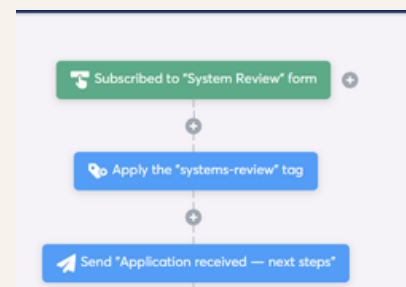 Subscribed to "System Review" form
Apply the "systems-review" tag
Send "Application received — next steps"